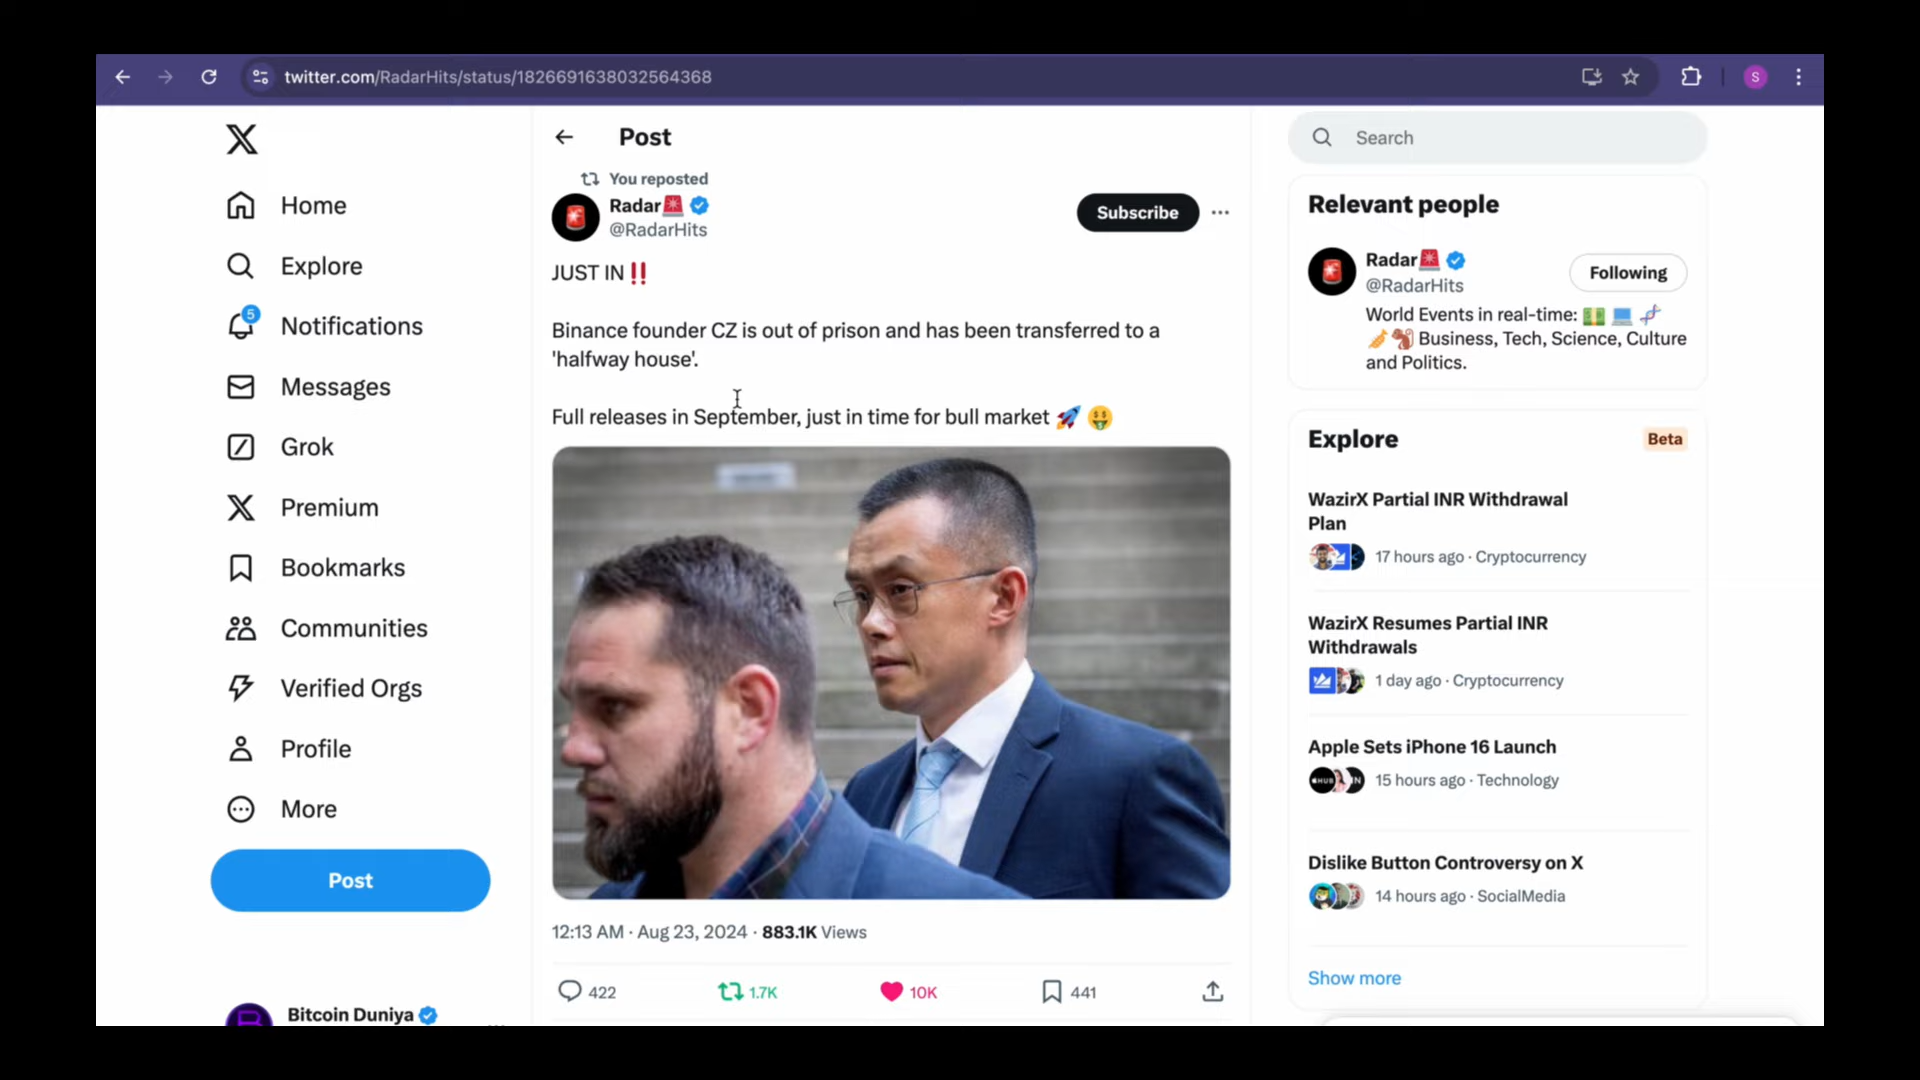 twitter.com/RadarHits/status/1826691638032564368
S
Home
Explore
5
Notifications
Messages
Grok
Premium
Bookmarks
Communities
Verified Orgs
Profile
More
Post
Bitcoin Duniya
Post
You reposted
Radar🚨
@RadarHits
Subscribe
JUST IN‼️
Binance founder CZ is out of prison and has been transferred to a
'halfway house'.
Full releases in September, just in time for bull market 🚀 🤑
12:13 AM · Aug 23, 2024 · 883.1K Views
422
1.7K
10K
441
Search
Relevant people
Radar🚨
@RadarHits
Following
World Events in real-time: 💵 💻 🧬
🎺🐿️ Business, Tech, Science, Culture
and Politics.
Explore
Beta
WazirX Partial INR Withdrawal
Plan
17 hours ago · Cryptocurrency
WazirX Resumes Partial INR
Withdrawals
1 day ago · Cryptocurrency
Apple Sets iPhone 16 Launch
15 hours ago · Technology
Dislike Button Controversy on X
14 hours ago · SocialMedia
Show more